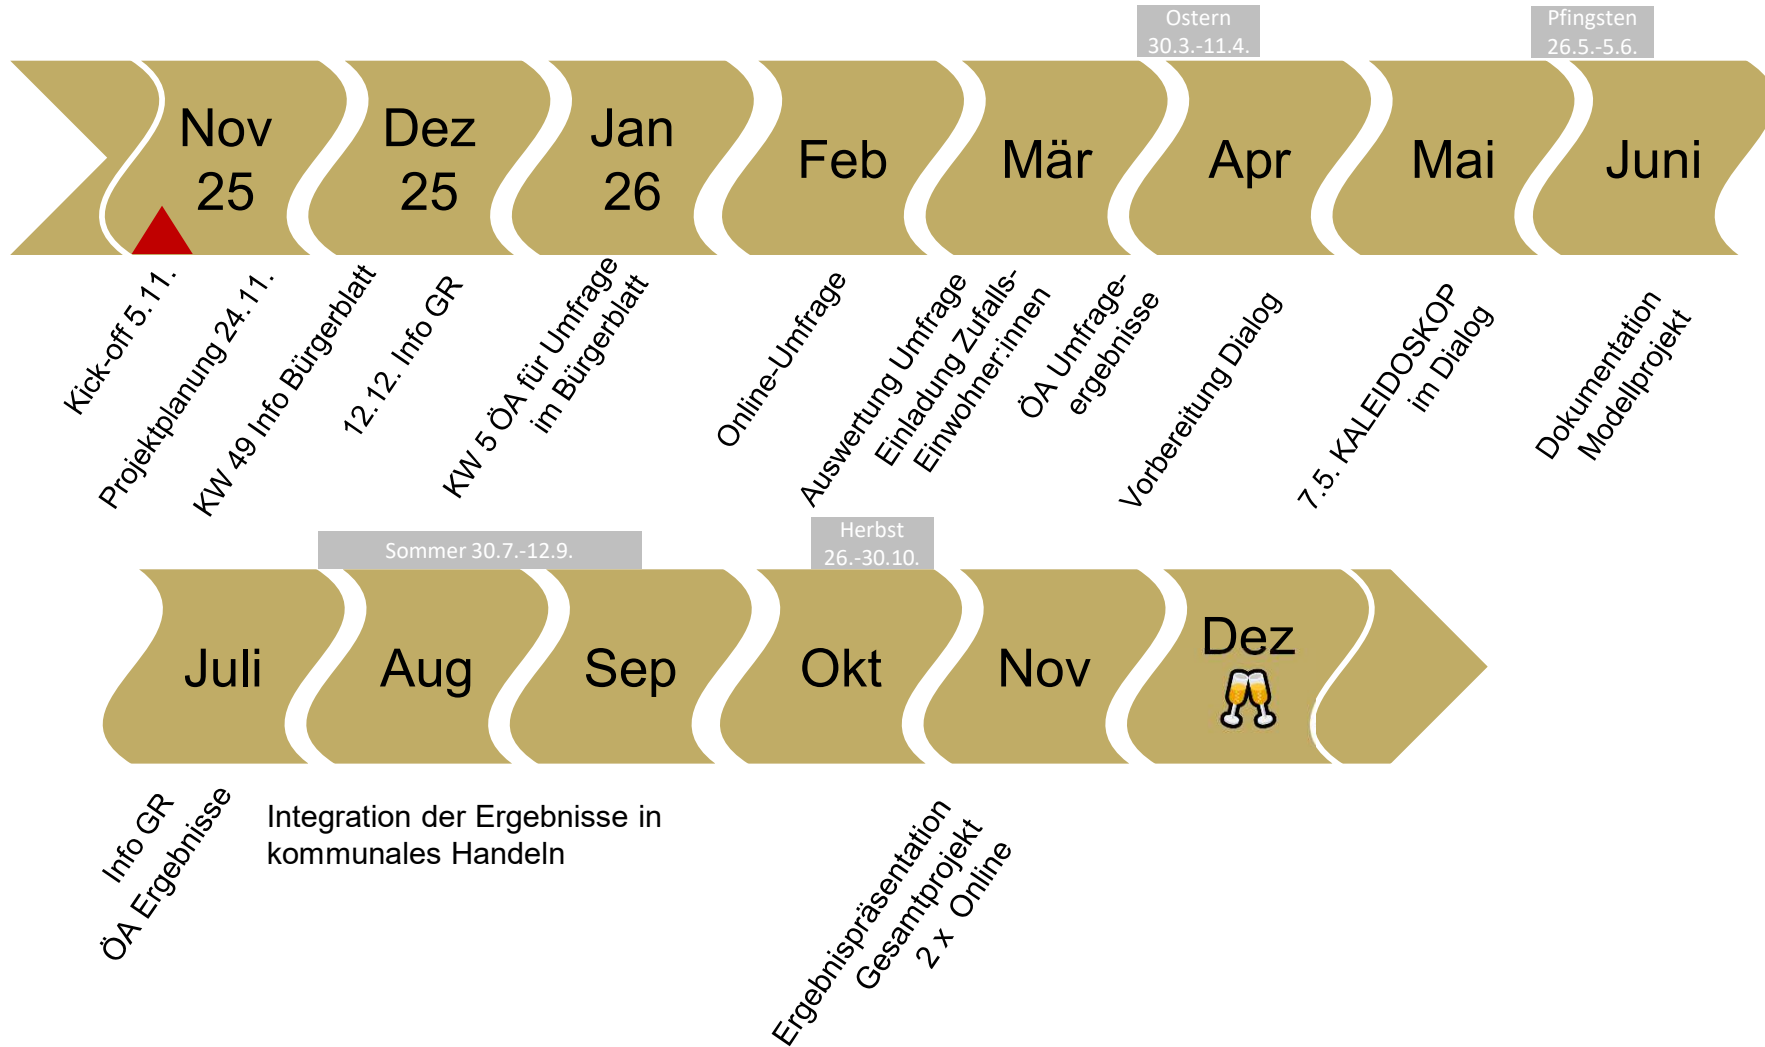 Ostern
30.3.-11.4.
Pfingsten
26.5.-5.6.
Nov
25
Dez
25
Jan
26
Feb
Mär
Apr
Mai
Juni
Kick-off 5.11.
Projektplanung 24.11.
KW 49 Info Bürgerblatt
12.12. Info GR
KW 5 ÖA für Umfrage
im Bürgerblatt
Online-Umfrage
Auswertung Umfrage
Einladung Zufalls-
Einwohner:innen
ÖA Umfrage-
ergebnisse
Vorbereitung Dialog
7.5. KALEIDOSKOP
im Dialog
Dokumentation
Modellprojekt
Sommer 30.7.-12.9.
Herbst
26.-30.10.
Juli
Aug
Sep
Okt
Nov
Dez
Info GR
ÖA Ergebnisse
Integration der Ergebnisse in
kommunales Handeln
Ergebnispräsentation
Gesamtprojekt
2 x  Online